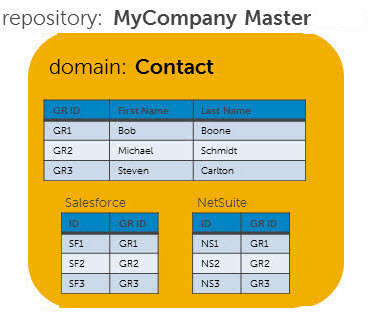 repository: MyCompany Master
domain: Contact
GR ID First Name Last Name
GR1 Bob Boone
GR2 Michael Schmidt
GR3 Steven Carlton
Salesforce NetSuite
ID GR ID ID GR ID
SF1 GR1 NS1 GR1
SF2 GR2 NS2 GR2
SF3 GR3 NS3 GR3